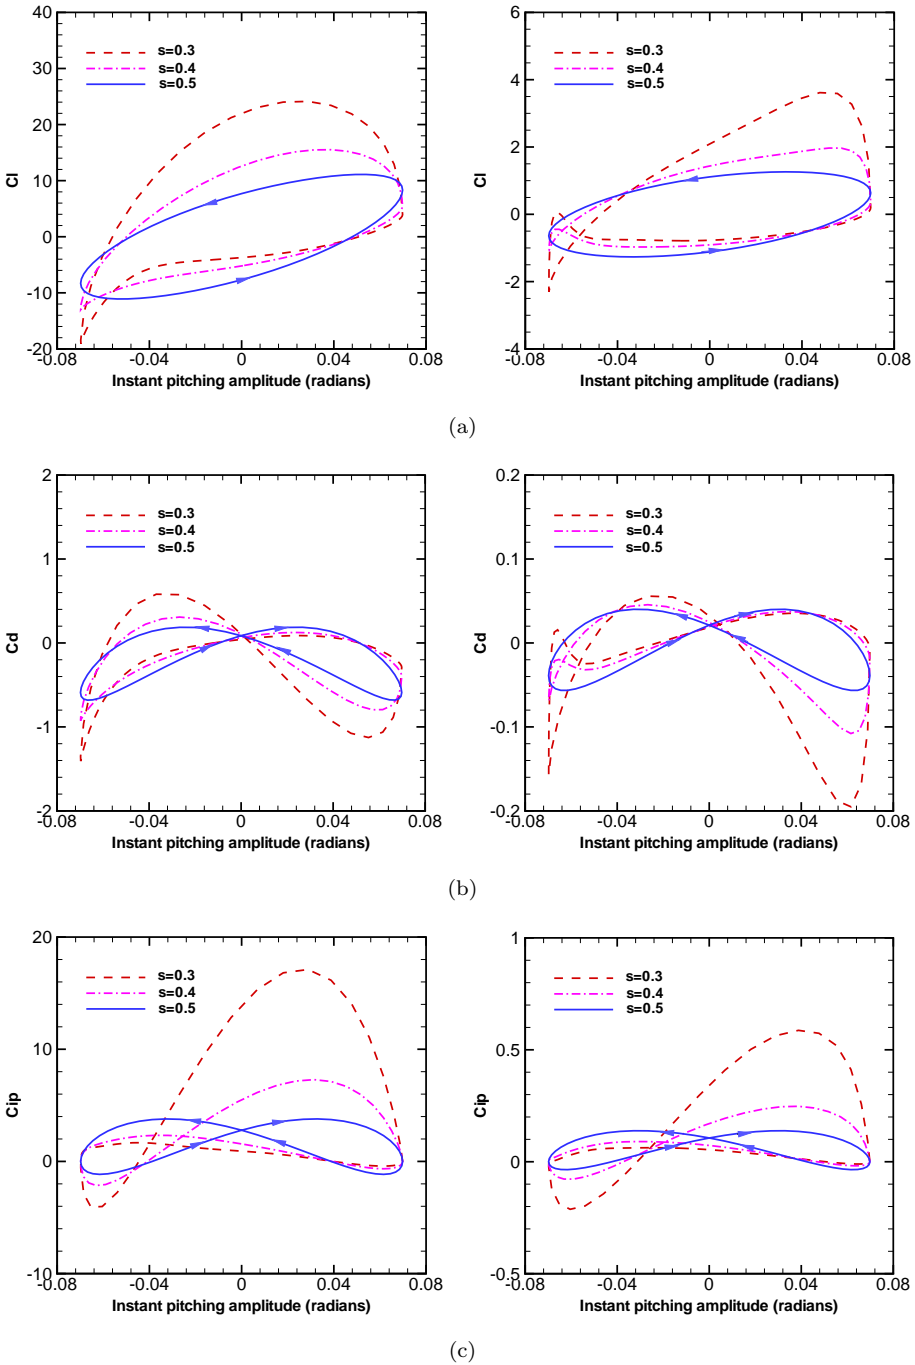 40
30
20
10
0
-10
-20
Cl
s=0.3
s=0.4
s=0.5
-0.08 -0.04 0 0.04 0.08
Instant pitching amplitude (radians)
6
4
2
0
-2
-4
Cl
s=0.3
s=0.4
s=0.5
-0.08 -0.04 0 0.04 0.08
Instant pitching amplitude (radians)
(a)
2
1
0
-1
-2
Cd
s=0.3
s=0.4
s=0.5
-0.08 -0.04 0 0.04 0.08
Instant pitching amplitude (radians)
0.2
0.1
0
-0.1
-0.2
Cd
s=0.3
s=0.4
s=0.5
-0.08 -0.04 0 0.04 0.08
Instant pitching amplitude (radians)
(b)
20
10
0
-10
Cip
s=0.3
s=0.4
s=0.5
-0.08 -0.04 0 0.04 0.08
Instant pitching amplitude (radians)
1
0.5
0
-0.5
Cip
s=0.3
s=0.4
s=0.5
-0.08 -0.04 0 0.04 0.08
Instant pitching amplitude (radians)
(c)